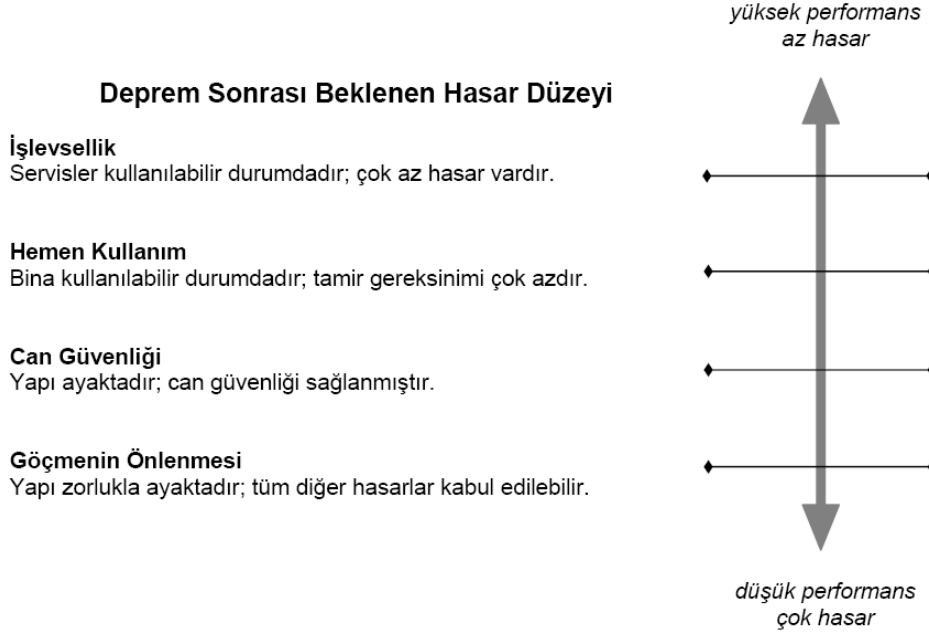 yüksek performans
az hasar
Deprem Sonrası Beklenen Hasar Düzeyi
İşlevsellik
Servisler kullanılabilir durumdadır; çok az hasar vardır.
Hemen Kullanım
Bina kullanılabilir durumdadır; tamir gereksinimi çok azdır.
Can Güvenliği
Yapı ayaktadır; can güvenliği sağlanmıştır.
Göçmenin Önlenmesi
Yapı zorlukla ayaktadır; tüm diğer hasarlar kabul edilebilir.
düşük performans
çok hasar